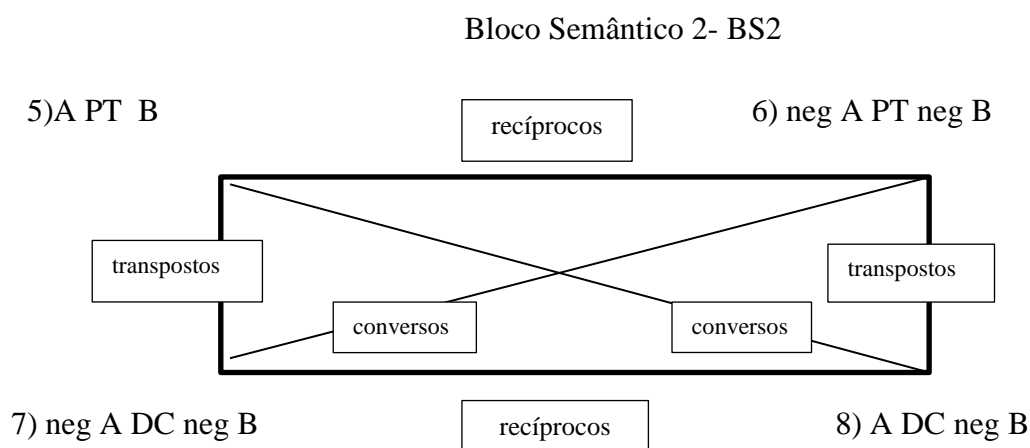 Bloco Semântico 2- BS2
5)A PT B
recíprocos
6) neg A PT neg B
transpostos
transpostos
conversos
conversos
7) neg A DC neg B
recíprocos
8) A DC neg B